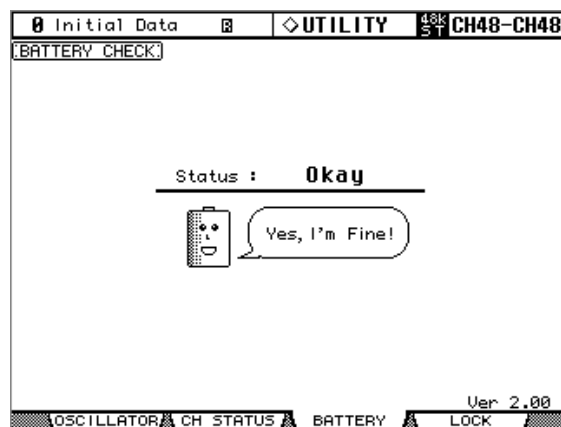 0 Initial Data R ◇UTILITY 48K ST CH48-CH48
BATTERY CHECK
Status : Okay
Yes, I'm Fine!
Ver 2.00
OSCILLATOR CH STATUS BATTERY LOCK